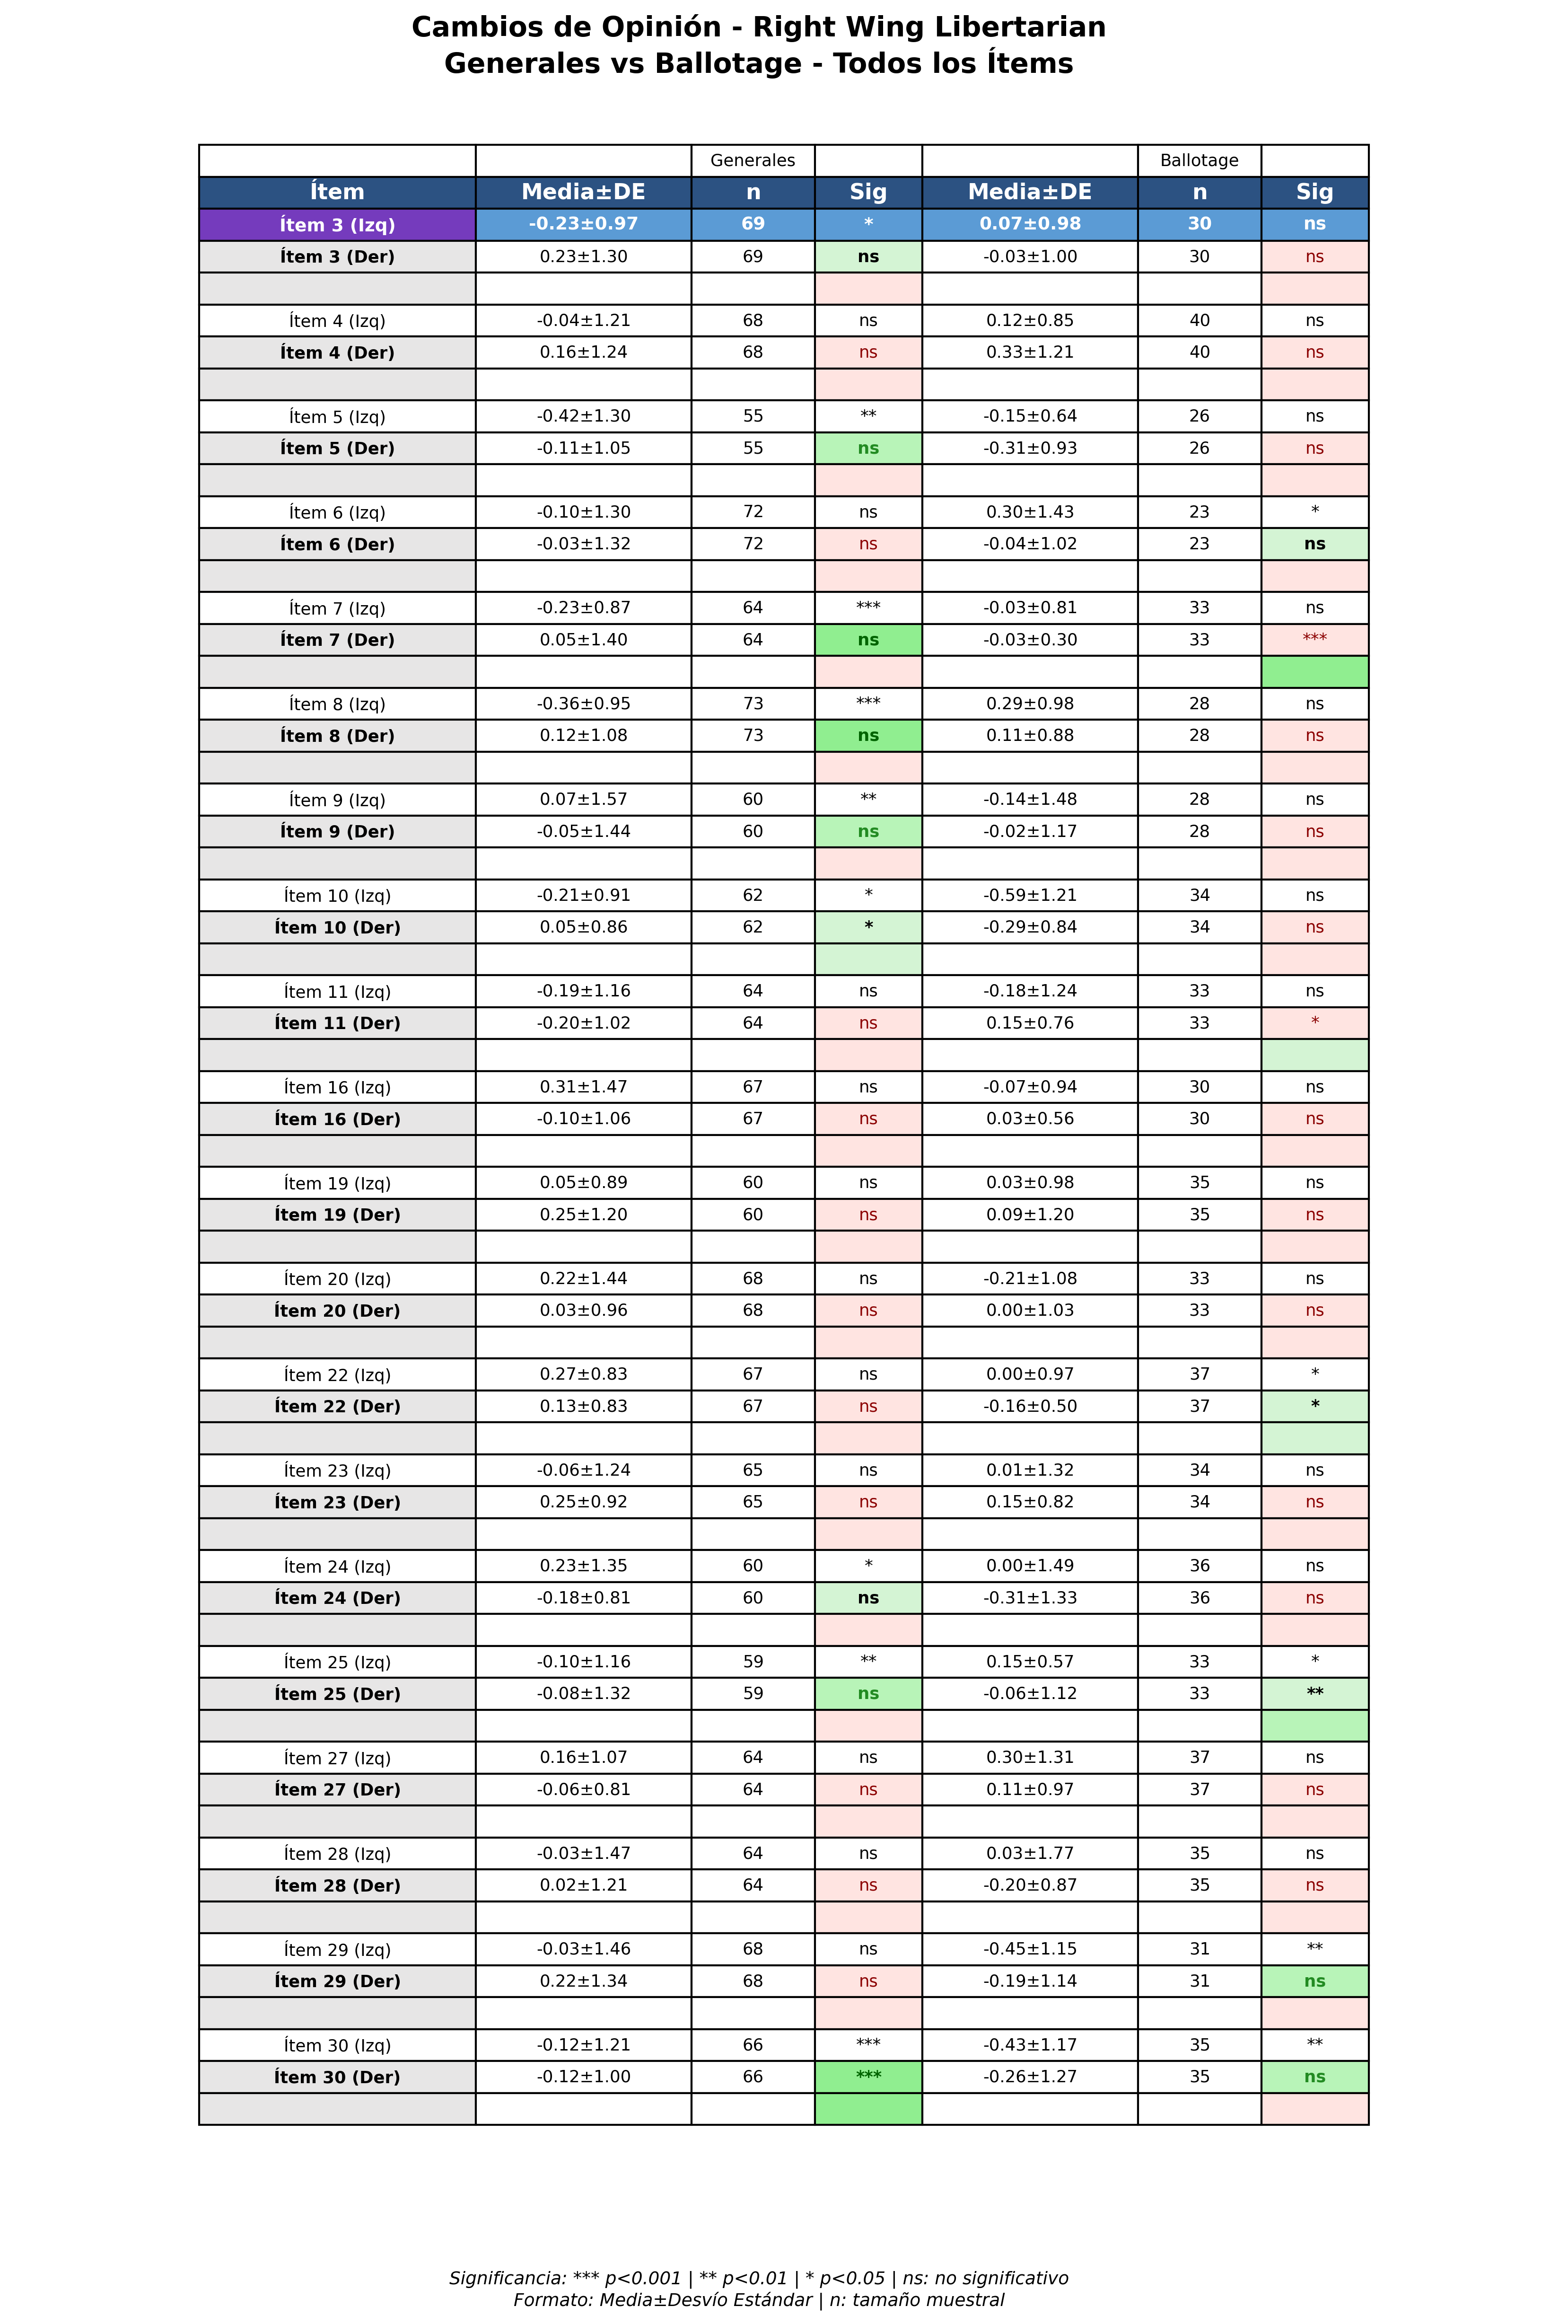 Cambios de Opinión - Right Wing Libertarian
Generales vs Ballotage - Todos los Ítems
Generales Ballotage
Ítem Media±DE n Sig Media±DE n Sig
Ítem 3 (Izq) -0.23±0.97 69 * 0.07±0.98 30 ns
Ítem 3 (Der) 0.23±1.30 69 ns -0.03±1.00 30 ns
Ítem 4 (Izq) -0.04±1.21 68 ns 0.12±0.85 40 ns
Ítem 4 (Der) 0.16±1.24 68 ns 0.33±1.21 40 ns
Ítem 5 (Izq) -0.42±1.30 55 ** -0.15±0.64 26 ns
Ítem 5 (Der) -0.11±1.05 55 ns -0.31±0.93 26 ns
Ítem 6 (Izq) -0.10±1.30 72 ns 0.30±1.43 23 *
Ítem 6 (Der) -0.03±1.32 72 ns -0.04±1.02 23 ns
Ítem 7 (Izq) -0.23±0.87 64 *** -0.03±0.81 33 ns
Ítem 7 (Der) 0.05±1.40 64 ns -0.03±0.30 33 ***
Ítem 8 (Izq) -0.36±0.95 73 *** 0.29±0.98 28 ns
Ítem 8 (Der) 0.12±1.08 73 ns 0.11±0.88 28 ns
Ítem 9 (Izq) 0.07±1.57 60 ** -0.14±1.48 28 ns
Ítem 9 (Der) -0.05±1.44 60 ns -0.02±1.17 28 ns
Ítem 10 (Izq) -0.21±0.91 62 * -0.59±1.21 34 ns
Ítem 10 (Der) 0.05±0.86 62 * -0.29±0.84 34 ns
Ítem 11 (Izq) -0.19±1.16 64 ns -0.18±1.24 33 ns
Ítem 11 (Der) -0.20±1.02 64 ns 0.15±0.76 33 *
Ítem 16 (Izq) 0.31±1.47 67 ns -0.07±0.94 30 ns
Ítem 16 (Der) -0.10±1.06 67 ns 0.03±0.56 30 ns
Ítem 19 (Izq) 0.05±0.89 60 ns 0.03±0.98 35 ns
Ítem 19 (Der) 0.25±1.20 60 ns 0.09±1.20 35 ns
Ítem 20 (Izq) 0.22±1.44 68 ns -0.21±1.08 33 ns
Ítem 20 (Der) 0.03±0.96 68 ns 0.00±1.03 33 ns
Ítem 22 (Izq) 0.27±0.83 67 ns 0.00±0.97 37 *
Ítem 22 (Der) 0.13±0.83 67 ns -0.16±0.50 37 *
Ítem 23 (Izq) -0.06±1.24 65 ns 0.01±1.32 34 ns
Ítem 23 (Der) 0.25±0.92 65 ns 0.15±0.82 34 ns
Ítem 24 (Izq) 0.23±1.35 60 * 0.00±1.49 36 ns
Ítem 24 (Der) -0.18±0.81 60 ns -0.31±1.33 36 ns
Ítem 25 (Izq) -0.10±1.16 59 ** 0.15±0.57 33 *
Ítem 25 (Der) -0.08±1.32 59 ns -0.06±1.12 33 **
Ítem 27 (Izq) 0.16±1.07 64 ns 0.30±1.31 37 ns
Ítem 27 (Der) -0.06±0.81 64 ns 0.11±0.97 37 ns
Ítem 28 (Izq) -0.03±1.47 64 ns 0.03±1.77 35 ns
Ítem 28 (Der) 0.02±1.21 64 ns -0.20±0.87 35 ns
Ítem 29 (Izq) -0.03±1.46 68 ns -0.45±1.15 31 **
Ítem 29 (Der) 0.22±1.34 68 ns -0.19±1.14 31 ns
Ítem 30 (Izq) -0.12±1.21 66 *** -0.43±1.17 35 **
Ítem 30 (Der) -0.12±1.00 66 *** -0.26±1.27 35 ns
Significancia: *** p<0.001 | ** p<0.01 | * p<0.05 | ns: no significativo
Formato: Media±Desvío Estándar | n: tamaño muestral